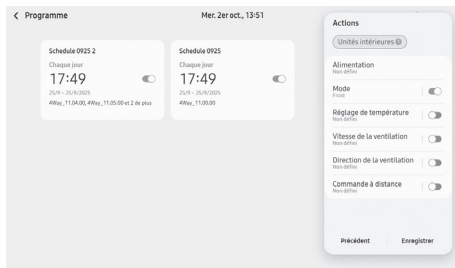 Programme
Mer. 2er oct., 13:51
Schedule 0925 2
Chaque jour
17:49
25/9 - 25/9/2025
4Way_11.04.00, 4Way_11.05.00 et 2 de plus
Schedule 0925
Chaque jour
17:49
25/9 - 25/9/2025
4Way_11.00.00
Actions
Unités intérieures
Alimentation
Non défini
Mode
Froid
Réglage de température
Non défini
Vitesse de la ventilation
Non défini
Direction de la ventilation
Non défini
Commande à distance
Non défini
Précédent
Enregistrer